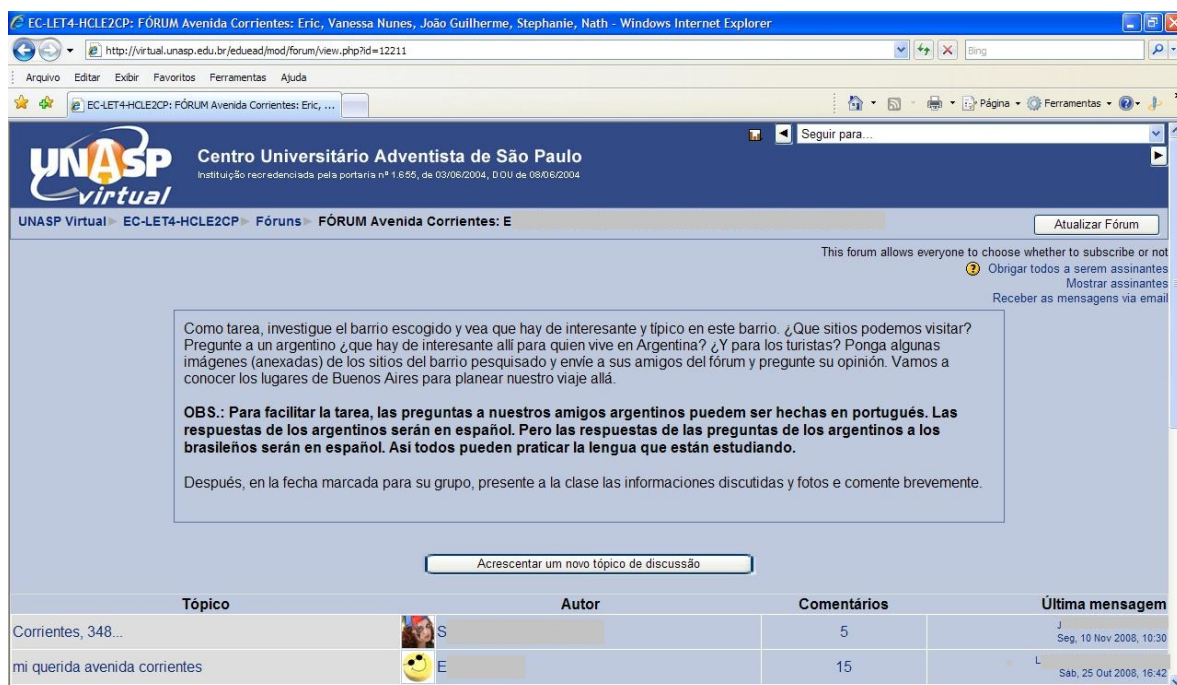 EC-LET4-HCLE2CP: FÓRUM Avenida Corrientes: Eric, Vanessa Nunes, João Guilherme, Stephanie, Nath - Windows Internet Explorer
http://virtual.unasp.edu.br/eduead/mod/forum/view.php?id=12211
Bing
Arquivo Editar Exibir Favoritos Ferramentas Ajuda
EC-LET4-HCLE2CP: FÓRUM Avenida Corrientes: Eric, ...
Página Ferramentas
Seguir para...
UNASP
virtual
Centro Universitário Adventista de São Paulo
Instituição recredenciada pela portaria nº 1.655, de 03/06/2004, DOU de 08/06/2004
UNASP Virtual EC-LET4-HCLE2CP Fóruns FÓRUM Avenida Corrientes: E
Atualizar Fórum
This forum allows everyone to choose whether to subscribe or not
Obrigar todos a serem assinantes
Mostrar assinantes
Receber as mensagens via email
Como tarea, investigue el barrio escogido y vea que hay de interesante y típico en este barrio. ¿Que sitios podemos visitar?
Pregunte a un argentino ¿que hay de interesante allí para quien vive en Argentina? ¿Y para los turistas? Ponga algunas
imágenes (anexadas) de los sitios del barrio pesquisado y envíe a sus amigos del fórum y pregunte su opinión. Vamos a
conocer los lugares de Buenos Aires para planear nuestro viaje allá.
OBS.: Para facilitar la tarea, las preguntas a nuestros amigos argentinos puedem ser hechas en portugués. Las
respuestas de los argentinos serán en español. Pero las respuestas de las preguntas de los argentinos a los
brasileños serán en español. Así todos pueden praticar la lengua que están estudiando.
Después, en la fecha marcada para su grupo, presente a la clase las informaciones discutidas y fotos e comente brevemente.
Acrescentar um novo tópico de discussão
Tópico Autor Comentários Última mensagem
Corrientes, 348... S 5 J
Seg, 10 Nov 2008, 10:30
mi querida avenida corrientes E 15 L
Sab, 25 Out 2008, 16:42